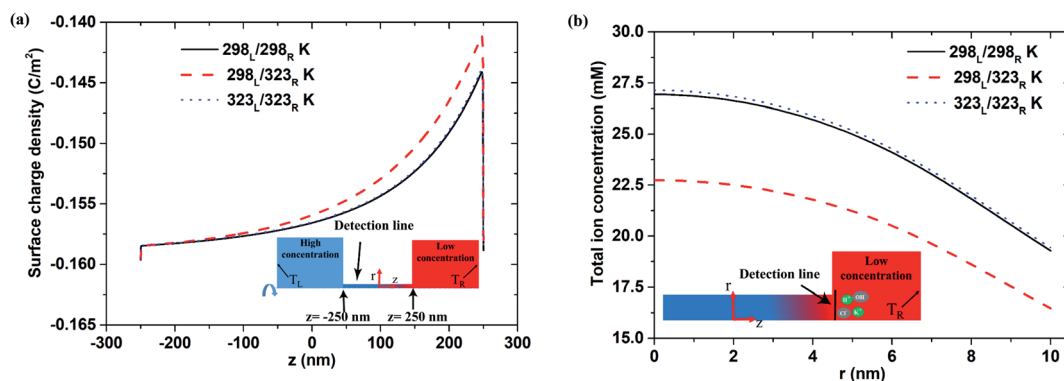 (a)
Surface charge density (C/m²)
-0.140
-0.145
-0.150
-0.155
-0.160
-0.165
298L/298R K
298L/323R K
323L/323R K
Detection line
High
concentration
Low
concentration
TL
r
z
TR
z= -250 nm
z= 250 nm
-300
-200
-100
0
100
200
300
z (nm)
(b)
Total ion concentration (mM)
30.0
27.5
25.0
22.5
20.0
17.5
15.0
298L/298R K
298L/323R K
323L/323R K
Detection line
Low
concentration
r
z
H⁺
OH⁻
Cl⁻
K⁺
TR
0
2
4
6
8
10
r (nm)